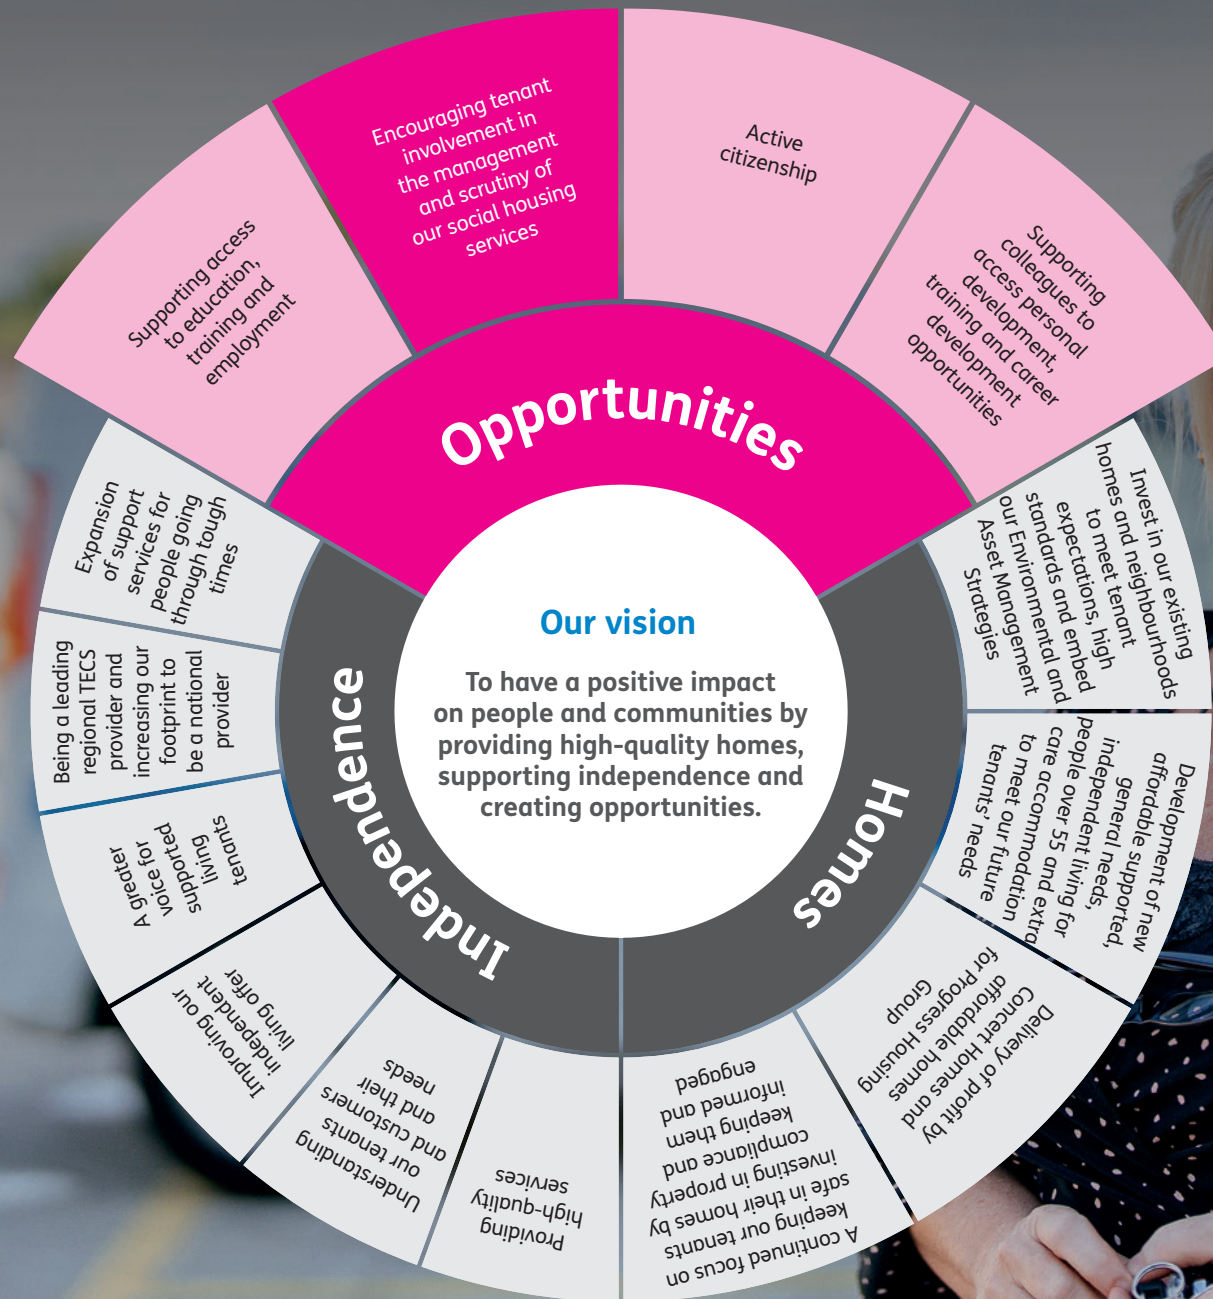 Our vision
To have a positive impact
on people and communities by
providing high-quality homes,
supporting independence and
creating opportunities.
Opportunities
Supporting access
to education,
training and
employment
Encouraging tenant
involvement in
the management
and scrutiny of
our social housing
services
Active
citizenship
Supporting
colleagues to
access personal
development,
training and career
development
opportunities
Homes
Invest in our existing
homes and neighbourhoods
to meet tenant
expectations, high
standards and embed
our Environmental and
Asset Management
Strategies
Development of new
affordable supported,
general needs,
independent living for
people over 55 and extra
care accommodation
to meet our future
tenants' needs
Delivery of profit by
Concert Homes and
affordable homes
for Progress Housing
Group
A continued focus on
keeping our tenants
safe in their homes by
investing in property
compliance and
keeping them
informed and
engaged
Independence
Providing
high-quality
services
Understanding
our tenants
and customers
and their
needs
Improving our
independent
living offer
A greater
voice for
supported
living
tenants
Being a leading
regional TECS
provider and
increasing our
footprint to
be a national
provider
Expansion
of support
services for
people going
through tough
times